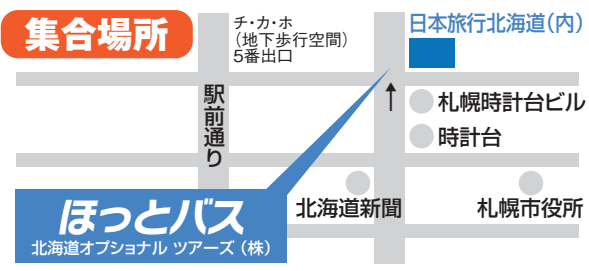 集合場所
チ・カ・ホ
（地下歩行空間）
5番出口
日本旅行北海道（内）
駅前通り
札幌時計台ビル
時計台
北海道新聞
札幌市役所
ほっとバス
北海道オプショナル ツアーズ（株）